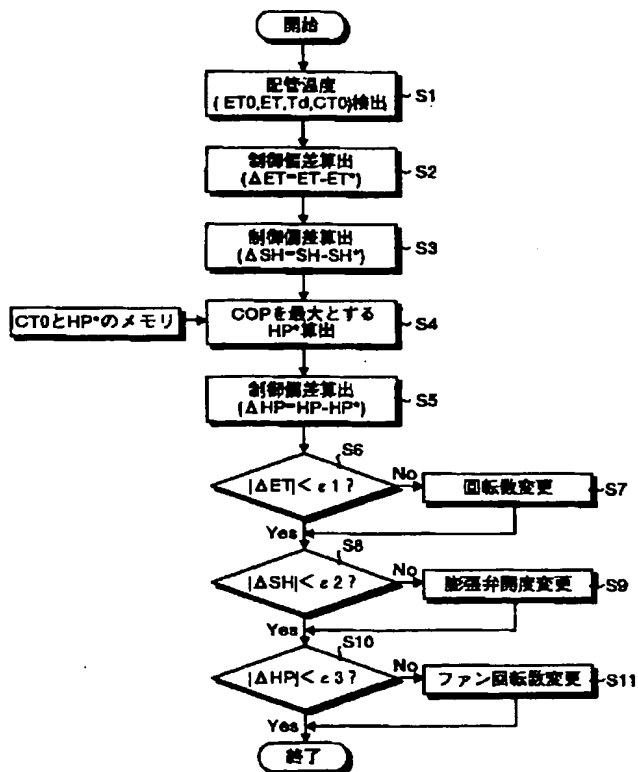 開始
配管温度
(ET0,ET,Td,CT0)検出
S1
制御偏差算出
(ΔET=ET-ET*)
S2
制御偏差算出
(ΔSH=SH-SH*)
S3
CT0とHP*のメモリ
COPを最大とする
HP*算出
S4
制御偏差算出
(ΔHP=HP-HP*)
S5
S6
|ΔET|<ε1?
No
回転数変更
S7
Yes
S8
|ΔSH|<ε2?
No
膨張弁開度変更
S9
Yes
S10
|ΔHP|<ε3?
No
ファン回転数変更
S11
Yes
終了